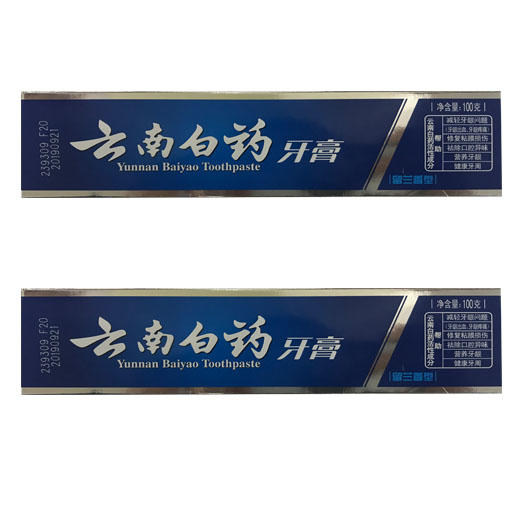 239309 F20
20190921
云南白药牙膏
Yunnan Baiyao Toothpaste
净含量:100克
云南白药活性成分
帮助
减轻牙龈问题
(牙龈出血、牙龈疼痛)
修复粘膜损伤
祛除口腔异味
营养牙龈
健康牙周
留兰香型
239309 F20
20190921
云南白药牙膏
Yunnan Baiyao Toothpaste
净含量:100克
云南白药活性成分
帮助
减轻牙龈问题
(牙龈出血、牙龈疼痛)
修复粘膜损伤
祛除口腔异味
营养牙龈
健康牙周
留兰香型